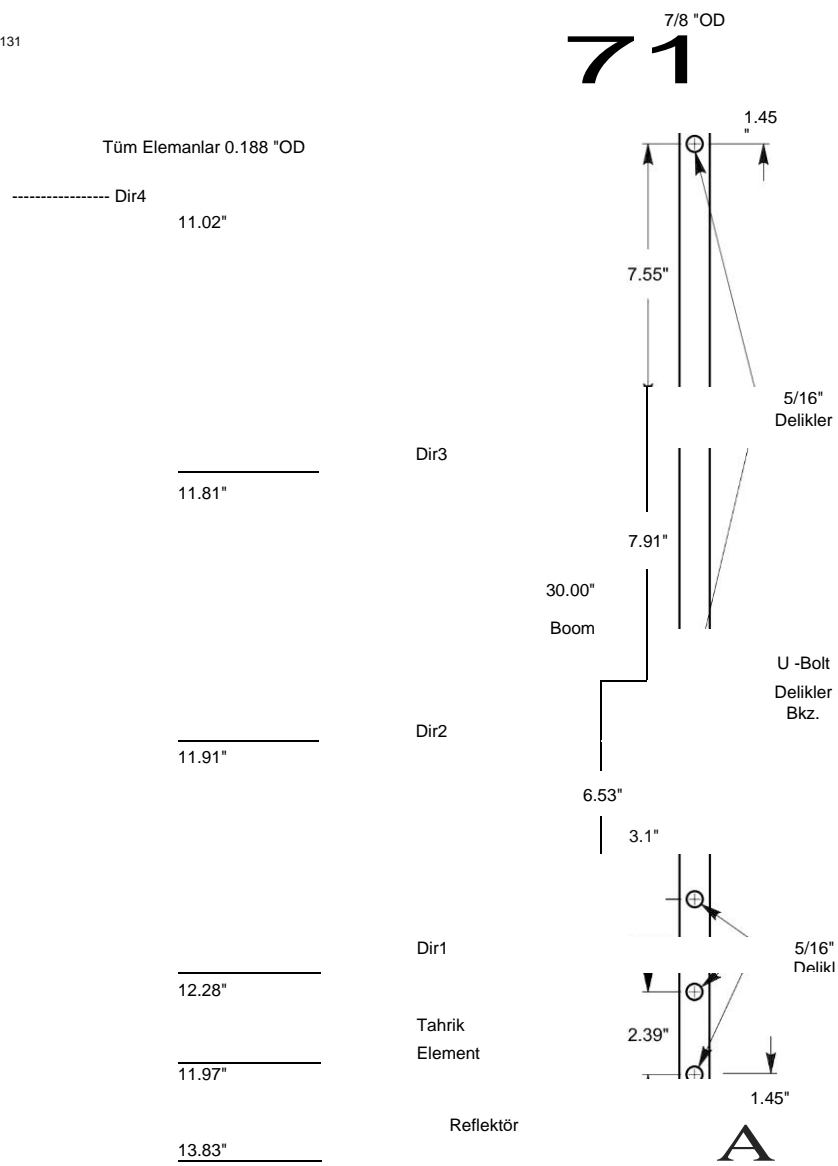 7/8 "OD
131
71
1.45
"
Tüm Elemanlar 0.188 "OD
----------------- Dir4
11.02"
7.55"
5/16"
Delikler
Dir3
11.81"
7.91"
30.00"
Boom
U -Bolt
Delikler
Bkz.
Dir2
11.91"
6.53"
3.1"
Dir1
5/16"
Delikl
12.28"
Tahrik
Element
2.39"
11.97"
1.45"
Reflektör
13.83"
A